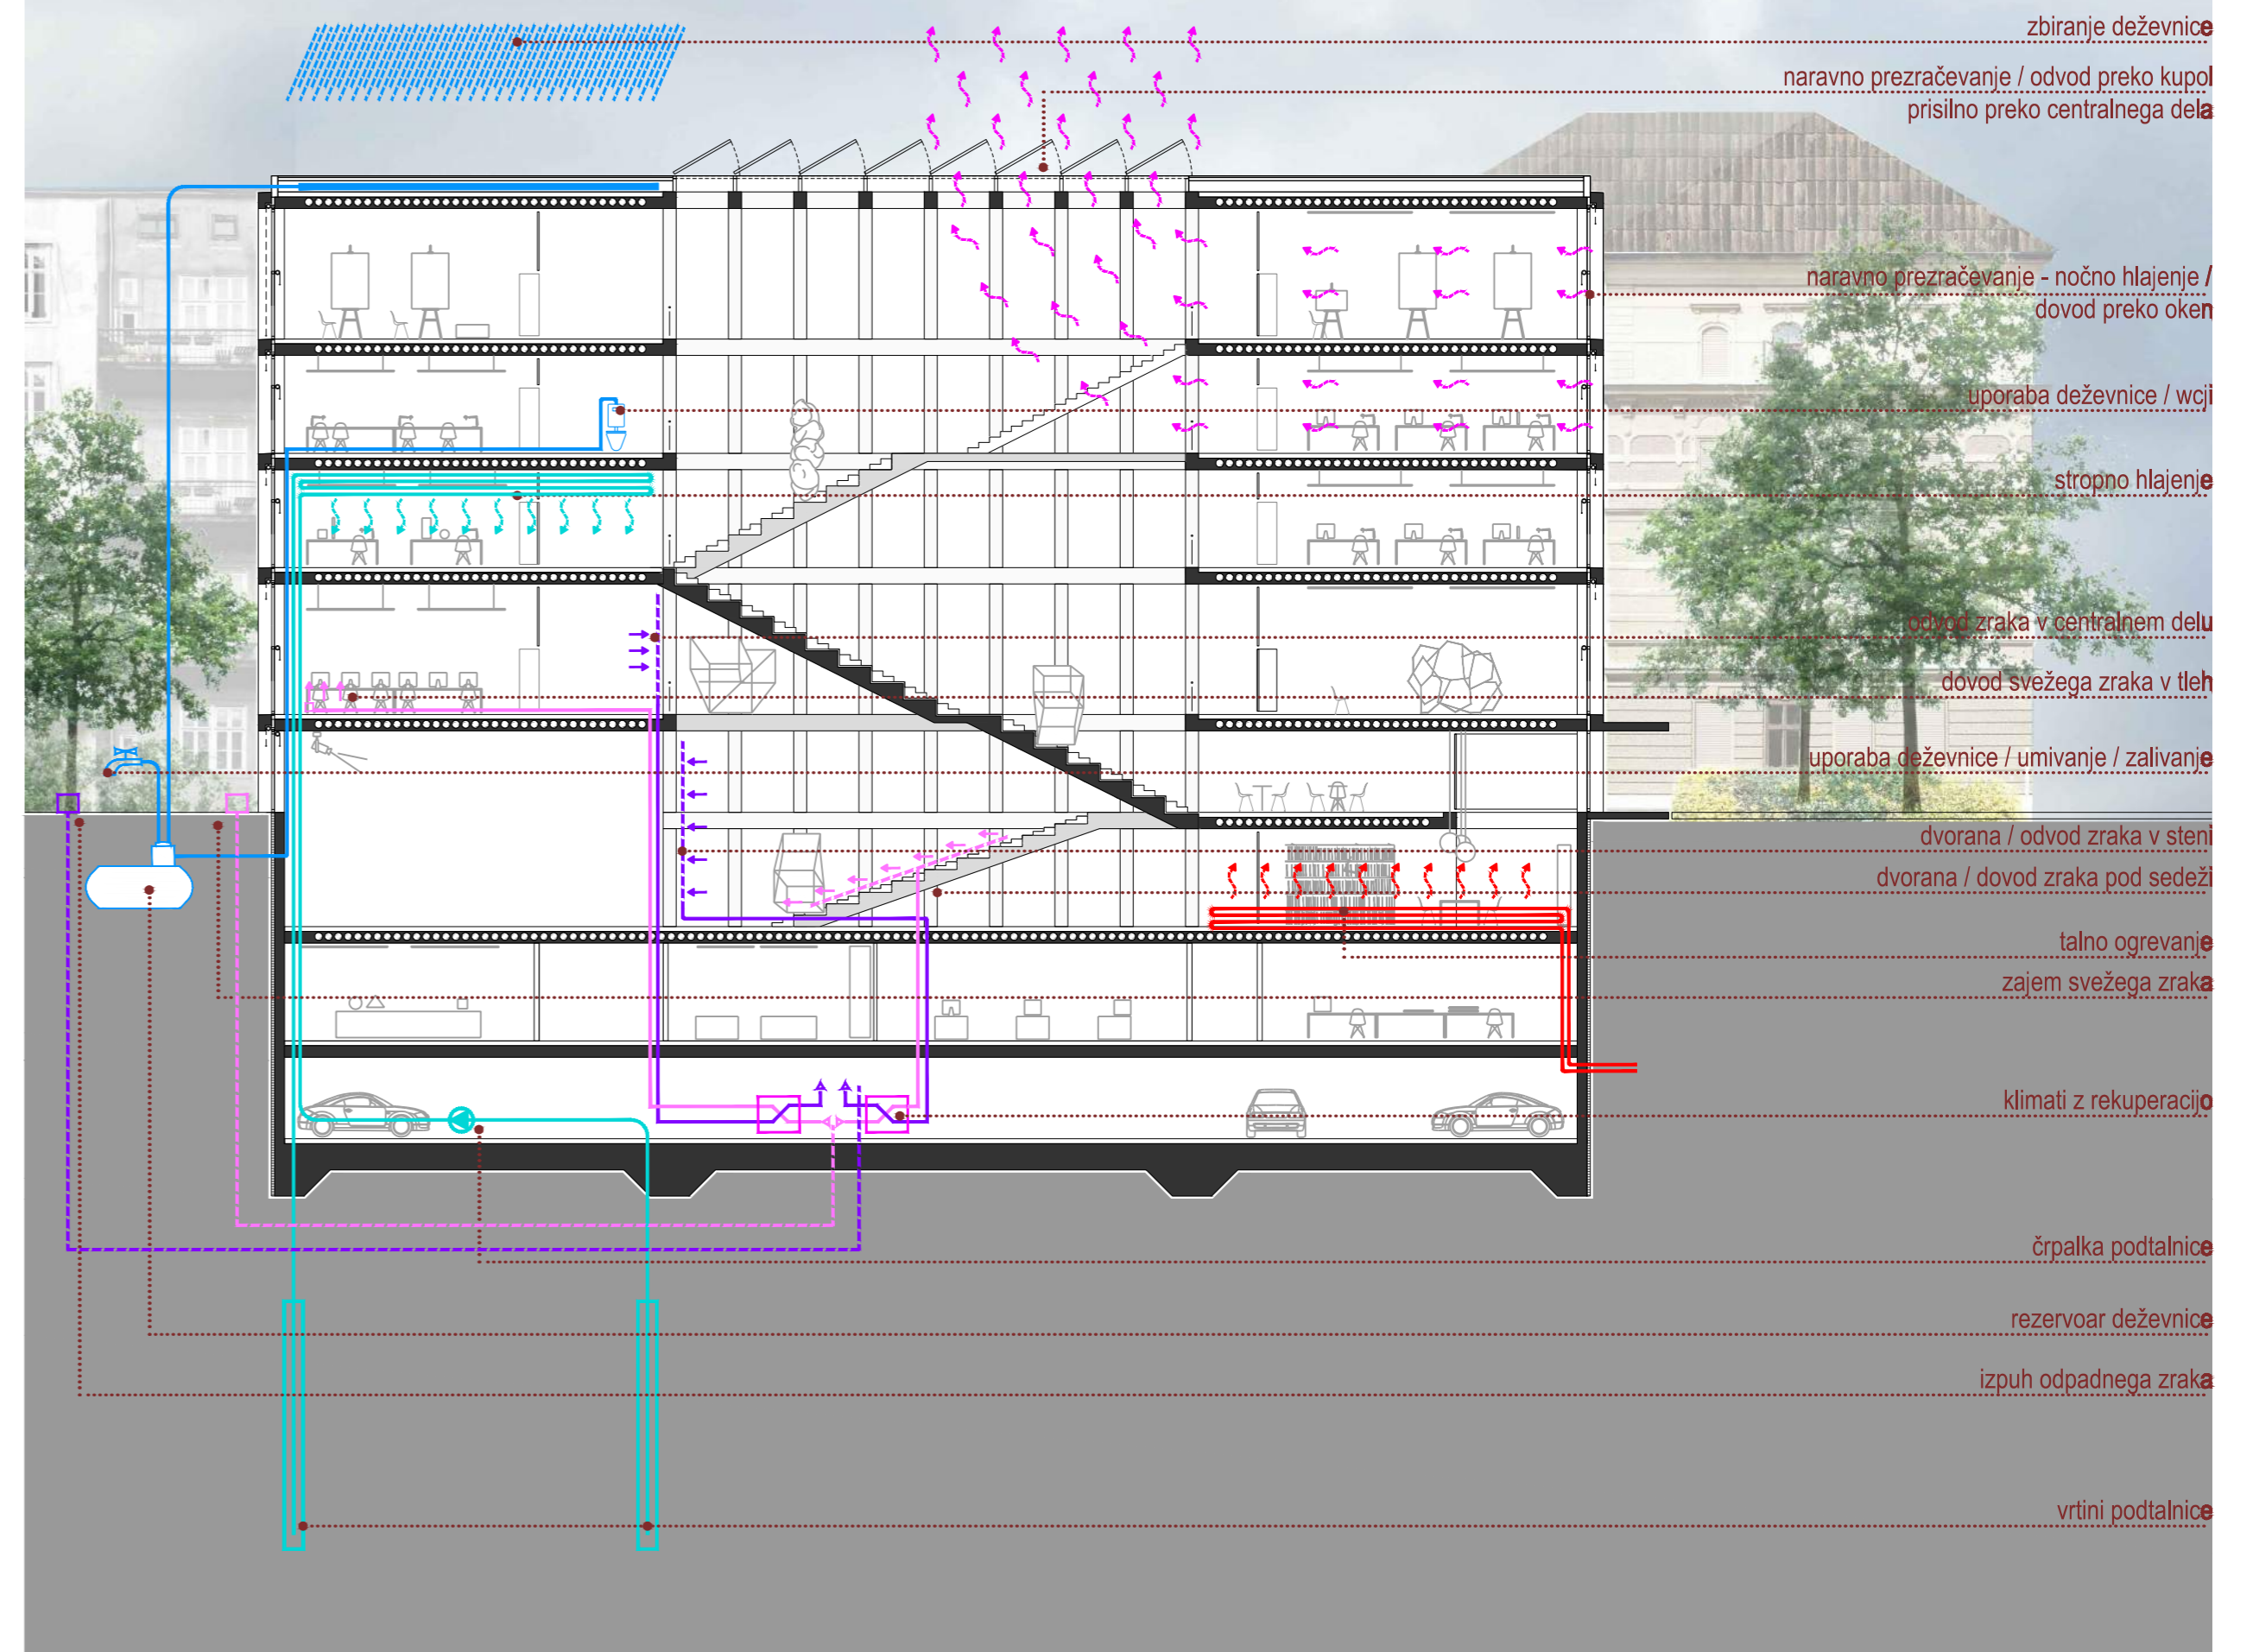 zbiranje deževnice
naravno prezračevanje / odvod preko kupol
prisilno preko centralnega dela
naravno prezračevanje - nočno hlajenje /
dovod preko oken
uporaba deževnice / wcji
stropno hlajenje
odvod zraka v centralnem delu
dovod svežega zraka v tleh
uporaba deževnice / umivanje / zalivanje
dvorana / odvod zraka v steni
dvorana / dovod zraka pod sedeži
talno ogrevanje
zajem svežega zraka
klimati z rekuperacijo
črpalka podtalnice
rezervoar deževnice
izpuh odpadnega zraka
vrtini podtalnice